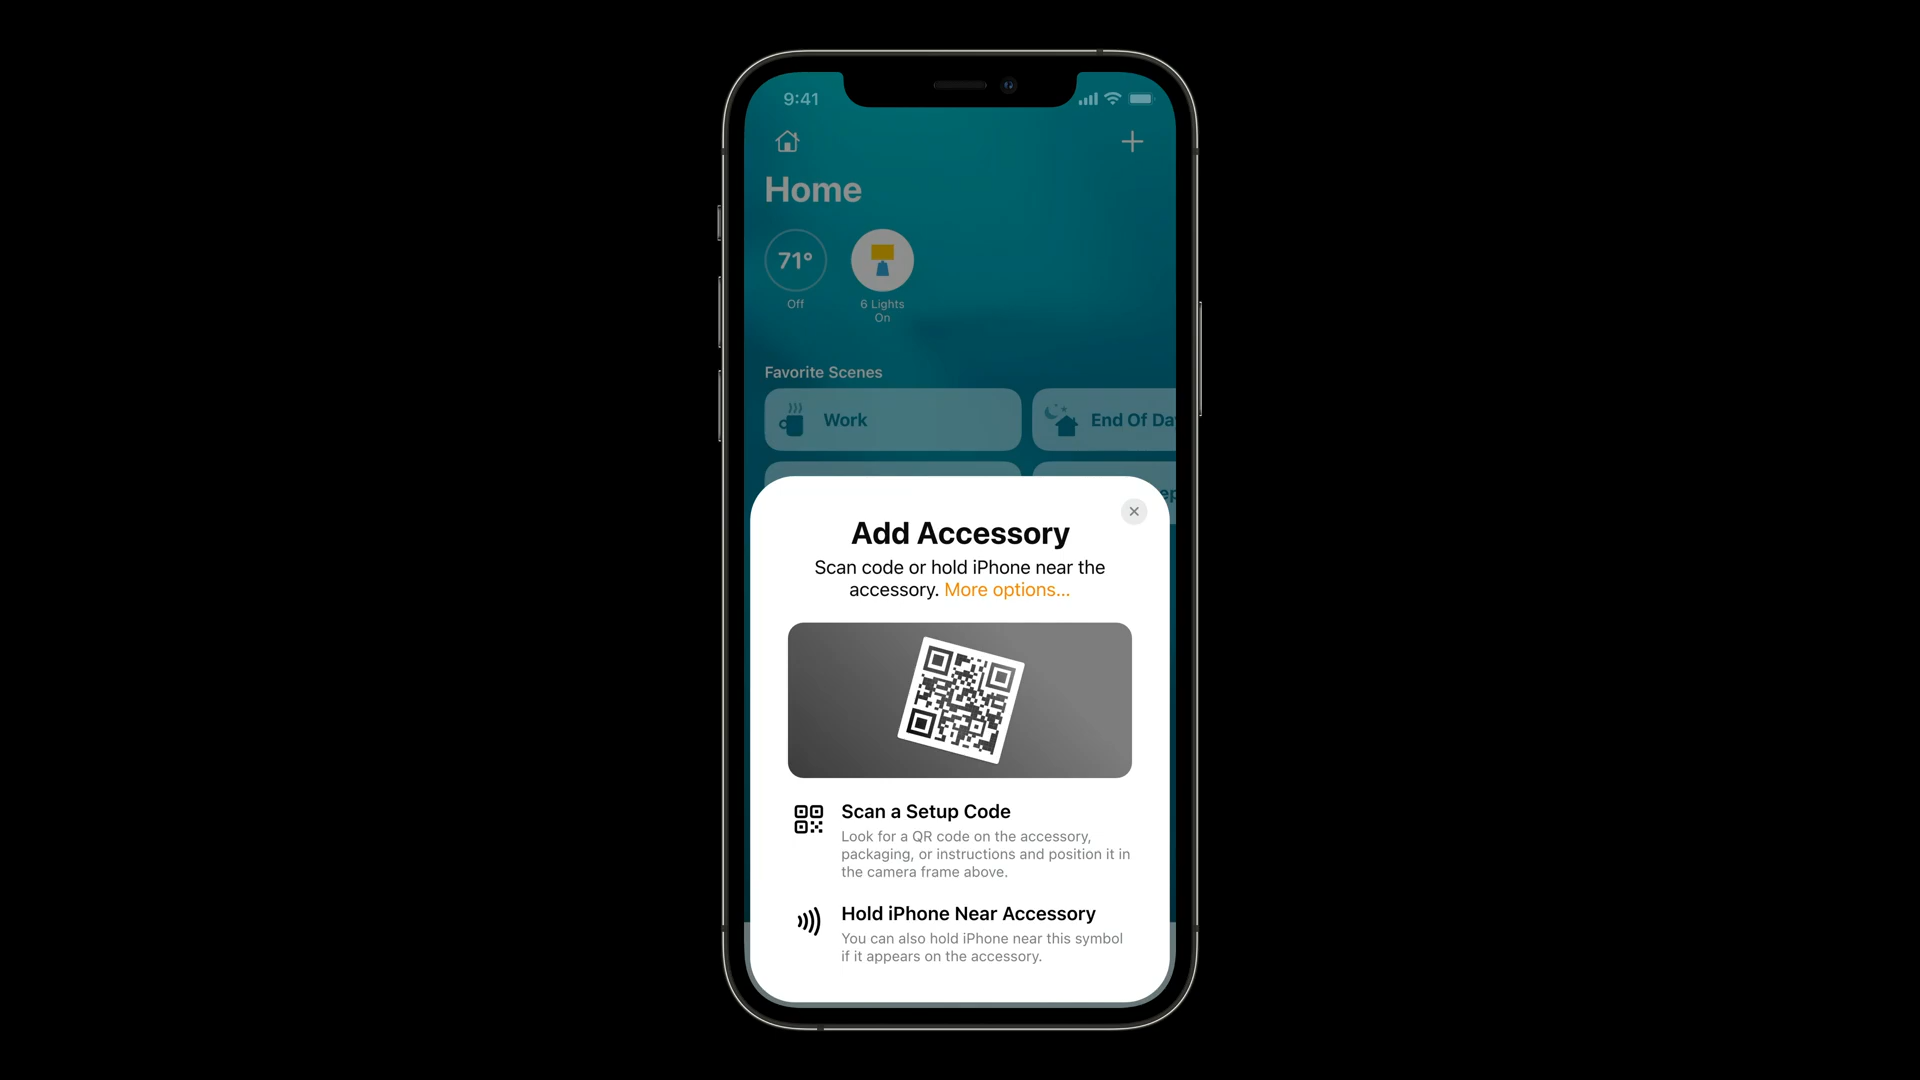 9:41
Home
71°
Off
6 Lights
On
Favorite Scenes
Work
End Of Da
Add Accessory
Scan code or hold iPhone near the
accessory. More options...
Scan a Setup Code
Look for a QR code on the accessory,
packaging, or instructions and position it in
the camera frame above.
Hold iPhone Near Accessory
You can also hold iPhone near this symbol
if it appears on the accessory.